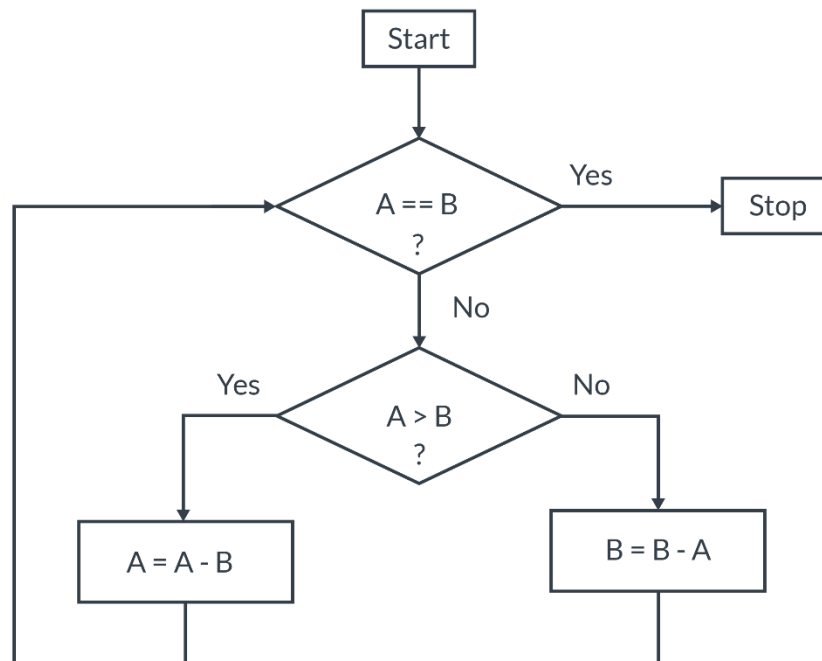 Start
A == B
?
Yes
Stop
No
A > B
?
Yes
No
A = A - B
B = B - A